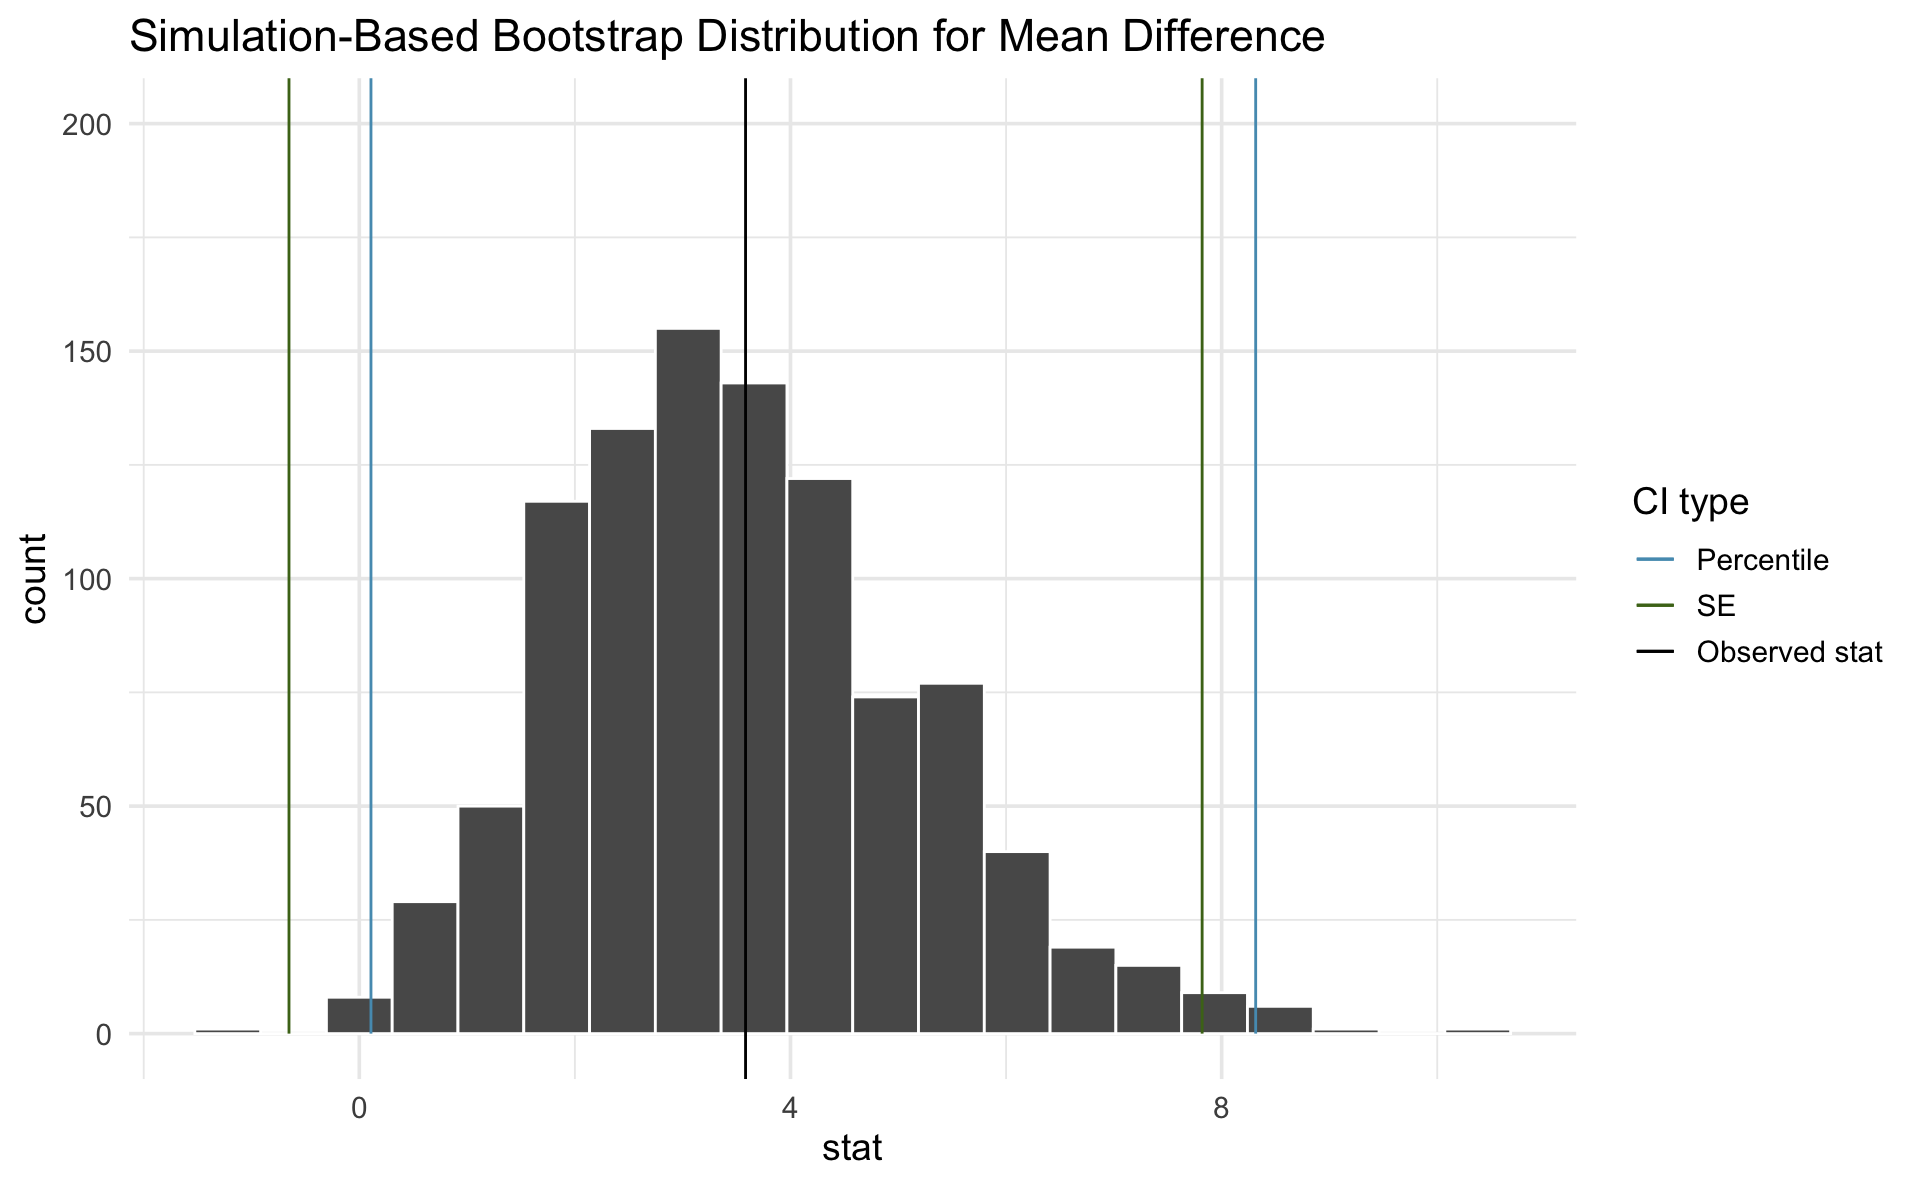 Simulation-Based Bootstrap Distribution for Mean Difference
200
150
100
50
0
count
0 4 8
stat
CI type
Percentile
SE
Observed stat